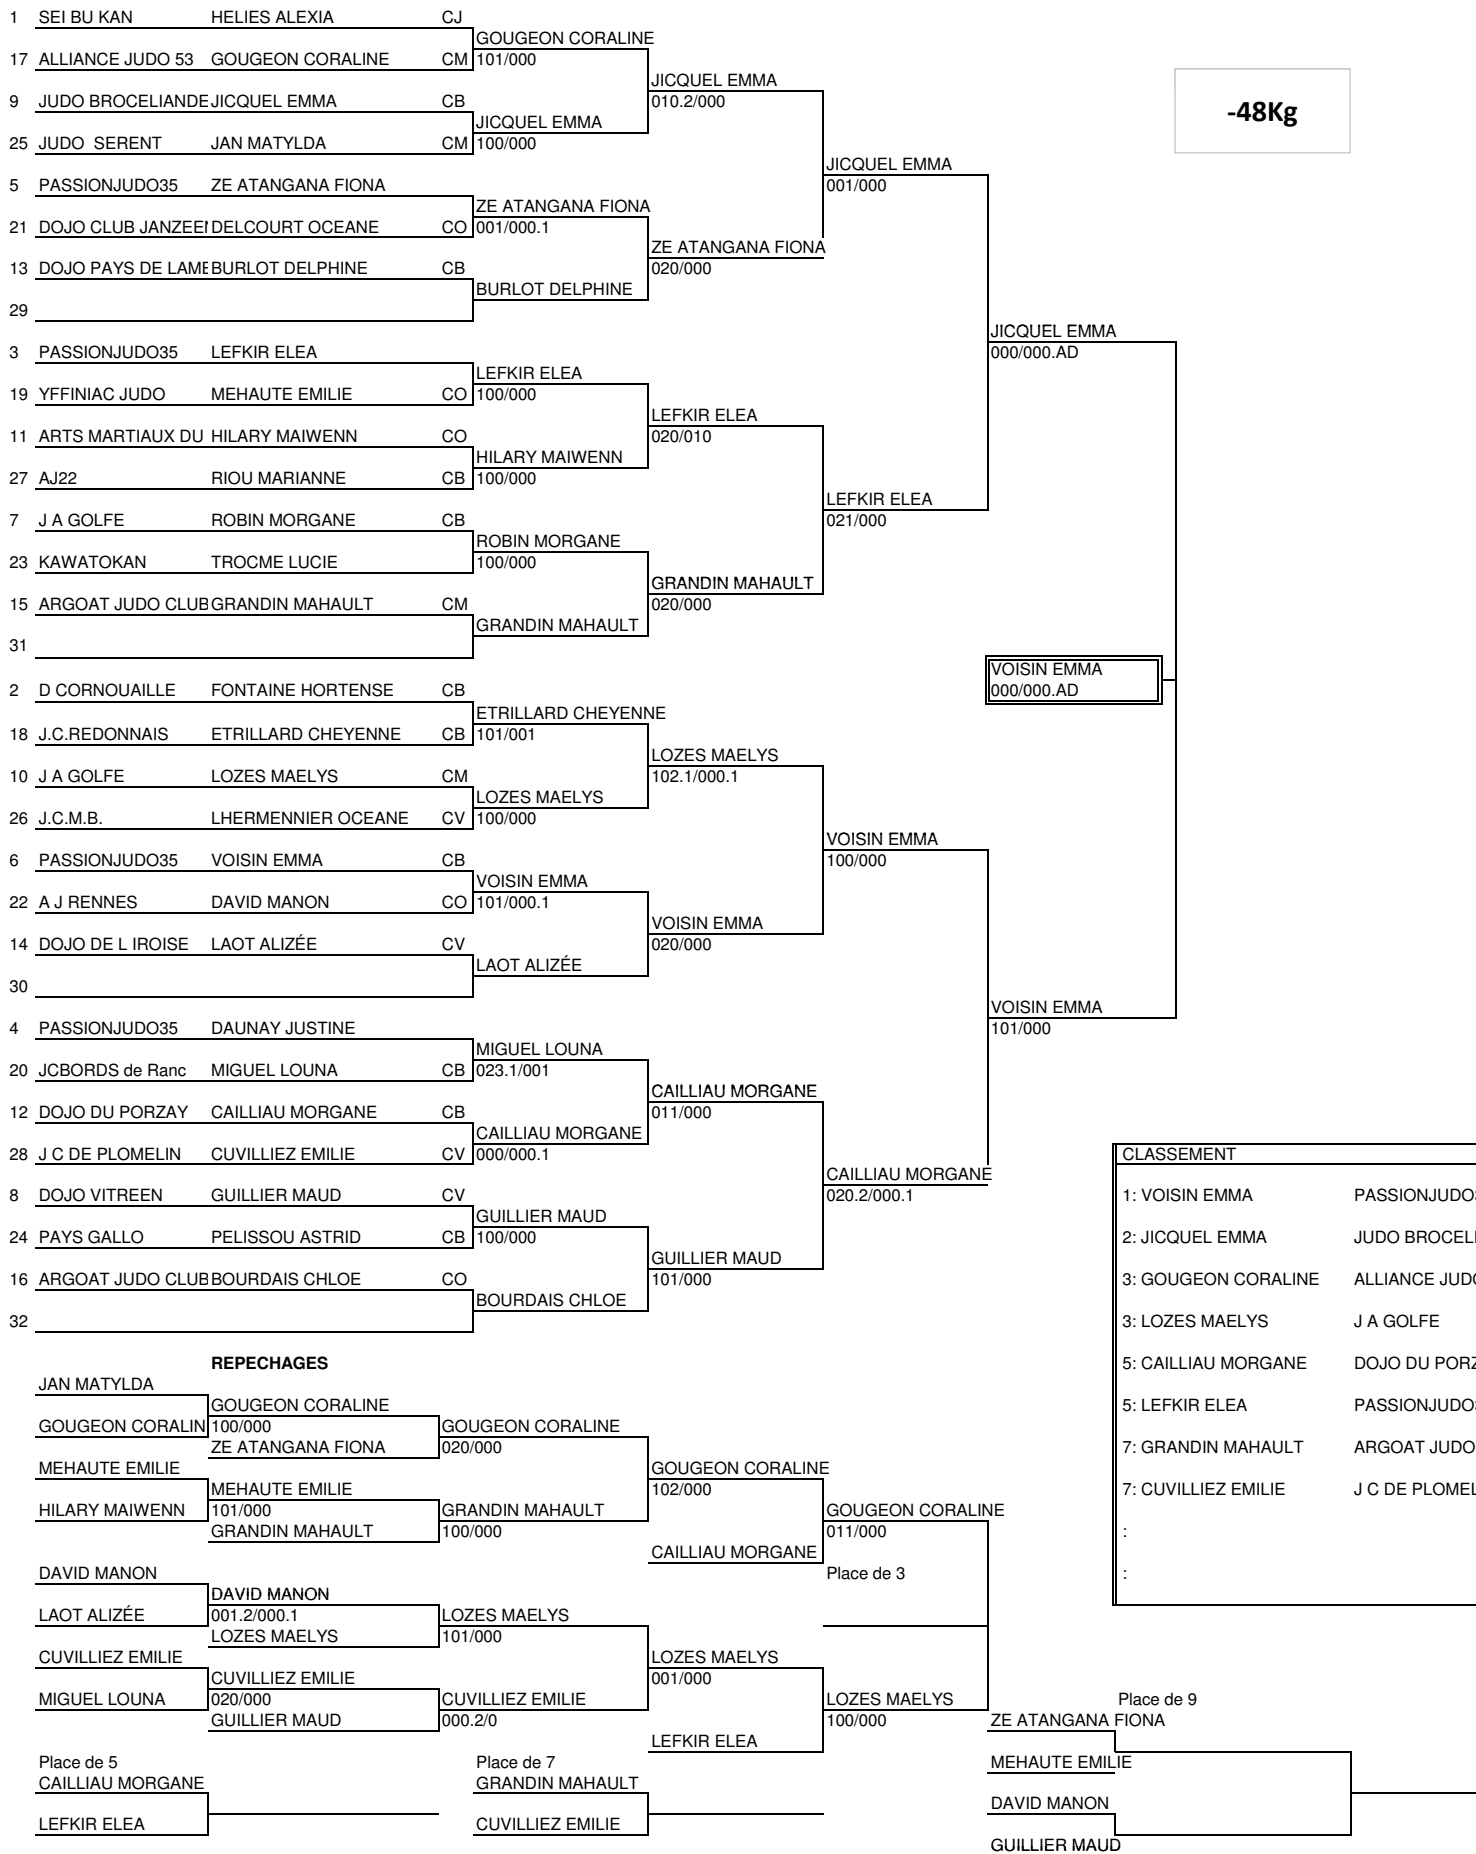 1 SEI BU KAN HELIES ALEXIA CJ
GOUGEON CORALINE
17 ALLIANCE JUDO 53 GOUGEON CORALINE CM 101/000
JICQUEL EMMA
9 JUDO BROCELIANDE JICQUEL EMMA CB 010.2/000
-48Kg
JICQUEL EMMA
25 JUDO SERENT JAN MATYLDA CM 100/000
JICQUEL EMMA
5 PASSIONJUDO35 ZE ATANGANA FIONA 001/000
ZE ATANGANA FIONA
21 DOJO CLUB JANZEE DELCOURT OCEANE CO 001/000.1
ZE ATANGANA FIONA
13 DOJO PAYS DE LAME BURLOT DELPHINE CB 020/000
BURLOT DELPHINE
29
JICQUEL EMMA
3 PASSIONJUDO35 LEFKIR ELEA 000/000.AD
LEFKIR ELEA
19 YFFINIAC JUDO MEHAUTE EMILIE CO 100/000
LEFKIR ELEA
11 ARTS MARTIAUX DU HILARY MAIWENN CO 020/010
HILARY MAIWENN
27 AJ22 RIOU MARIANNE CB 100/000
LEFKIR ELEA
7 J A GOLFE ROBIN MORGANE CB 021/000
ROBIN MORGANE
23 KAWATOKAN TROCME LUCIE 100/000
GRANDIN MAHAULT
15 ARGOAT JUDO CLUB GRANDIN MAHAULT CM 020/000
GRANDIN MAHAULT
31
VOISIN EMMA
2 D CORNOUAILLE FONTAINE HORTENSE CB 000/000.AD
ETRILLARD CHEYENNE
18 J.C.REDONNAIS ETRILLARD CHEYENNE CB 101/001
LOZES MAELYS
10 J A GOLFE LOZES MAELYS CM 102.1/000.1
LOZES MAELYS
26 J.C.M.B. LHERMENNIER OCEANE CV 100/000
VOISIN EMMA
6 PASSIONJUDO35 VOISIN EMMA CB 100/000
VOISIN EMMA
22 A J RENNES DAVID MANON CO 101/000.1
VOISIN EMMA
14 DOJO DE L IROISE LAOT ALIZÉE CV 020/000
LAOT ALIZÉE
30
VOISIN EMMA
4 PASSIONJUDO35 DAUNAY JUSTINE 101/000
MIGUEL LOUNA
20 JCBORDS de Ranc MIGUEL LOUNA CB 023.1/001
CAILLIAU MORGANE
12 DOJO DU PORZAY CAILLIAU MORGANE CB 011/000
CAILLIAU MORGANE
28 J C DE PLOMELIN CUVILLIEZ EMILIE CV 000/000.1
CLASSEMENT
CAILLIAU MORGANE
8 DOJO VITREEN GUILLIER MAUD CV 020.2/000.1
1: VOISIN EMMA PASSIONJUDO
GUILLIER MAUD
24 PAYS GALLO PELISSOU ASTRID CB 100/000
2: JICQUEL EMMA JUDO BROCEL
GUILLIER MAUD
16 ARGOAT JUDO CLUB BOURDAIS CHLOE CO 101/000
3: GOUGEON CORALINE ALLIANCE JUD
BOURDAIS CHLOE
32
3: LOZES MAELYS J A GOLFE
REPECHAGES
5: CAILLIAU MORGANE DOJO DU POR
JAN MATYLDA
GOUGEON CORALINE
5: LEFKIR ELEA PASSIONJUDO
GOUGEON CORALIN 100/000 GOUGEON CORALINE
ZE ATANGANA FIONA 020/000
7: GRANDIN MAHAULT ARGOAT JUDO
MEHAUTE EMILIE GOUGEON CORALINE
MEHAUTE EMILIE 102/000
7: CUVILLIEZ EMILIE J C DE PLOMEL
HILARY MAIWENN 101/000 GRANDIN MAHAULT GOUGEON CORALINE
GRANDIN MAHAULT 100/000 011/000
:
CAILLIAU MORGANE
DAVID MANON Place de 3
:
DAVID MANON
LAOT ALIZÉE 001.2/000.1 LOZES MAELYS
LOZES MAELYS 101/000
CUVILLIEZ EMILIE LOZES MAELYS
CUVILLIEZ EMILIE 001/000
MIGUEL LOUNA 020/000 CUVILLIEZ EMILIE LOZES MAELYS Place de 9
GUILLIER MAUD 000.2/0 100/000 ZE ATANGANA FIONA
LEFKIR ELEA
Place de 5 Place de 7 MEHAUTE EMILIE
CAILLIAU MORGANE GRANDIN MAHAULT
DAVID MANON
LEFKIR ELEA CUVILLIEZ EMILIE
GUILLIER MAUD